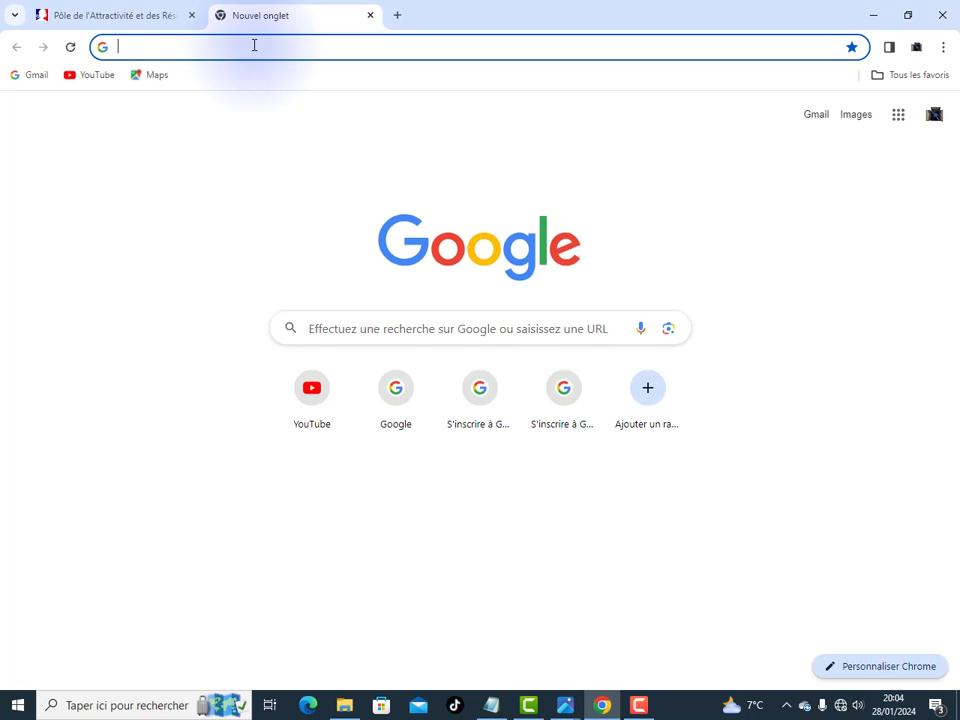 Pôle de l'Attractivité et des Rés
Nouvel onglet
Gmail
YouTube
Maps
Tous les favoris
Gmail
Images
Google
Effectuez une recherche sur Google ou saisissez une URL
YouTube
Google
S'inscrire à G...
S'inscrire à G...
Ajouter un ra...
Personnaliser Chrome
Taper ici pour rechercher
7°C
20:04
28/01/2024
3